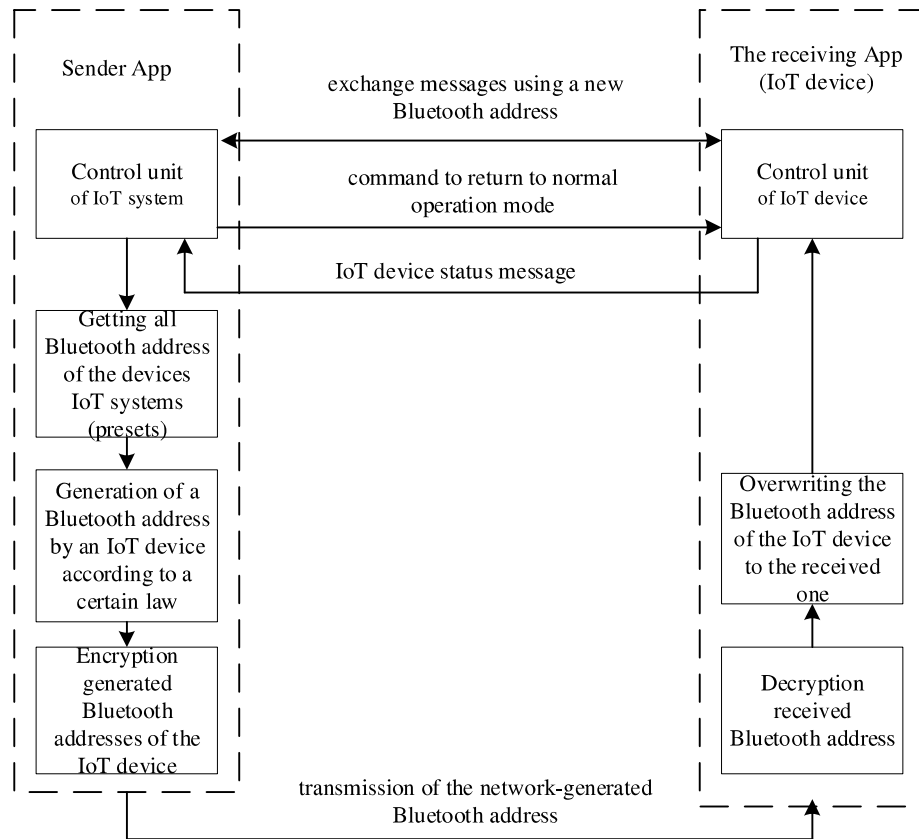 Sender App
The receiving App
(IoT device)
exchange messages using a new
Bluetooth address
Control unit
of IoT system
Control unit
of IoT device
command to return to normal
operation mode
IoT device status message
Getting all
Bluetooth address
of the devices
IoT systems
(presets)
Generation of a
Bluetooth address
by an IoT device
according to a
certain law
Overwriting the
Bluetooth address
of the IoT device
to the received
one
Encryption
generated
Bluetooth
addresses of the
IoT device
Decryption
received
Bluetooth address
transmission of the network-generated
Bluetooth address